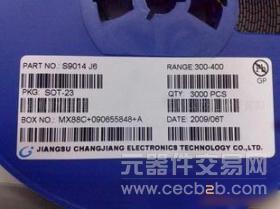 PART NO.: S9014 J6
RANGE:300-400
PKG: SOT-23
QTY: 3000 PCS
GP
BOX NO.: MX88C+090655848+A
DATE: 2009/06T
JIANGSU CHANGJIANG ELECTRONICS TECHNOLOGY CO.,LTD.
元器件交易网
www.cecb2b.com